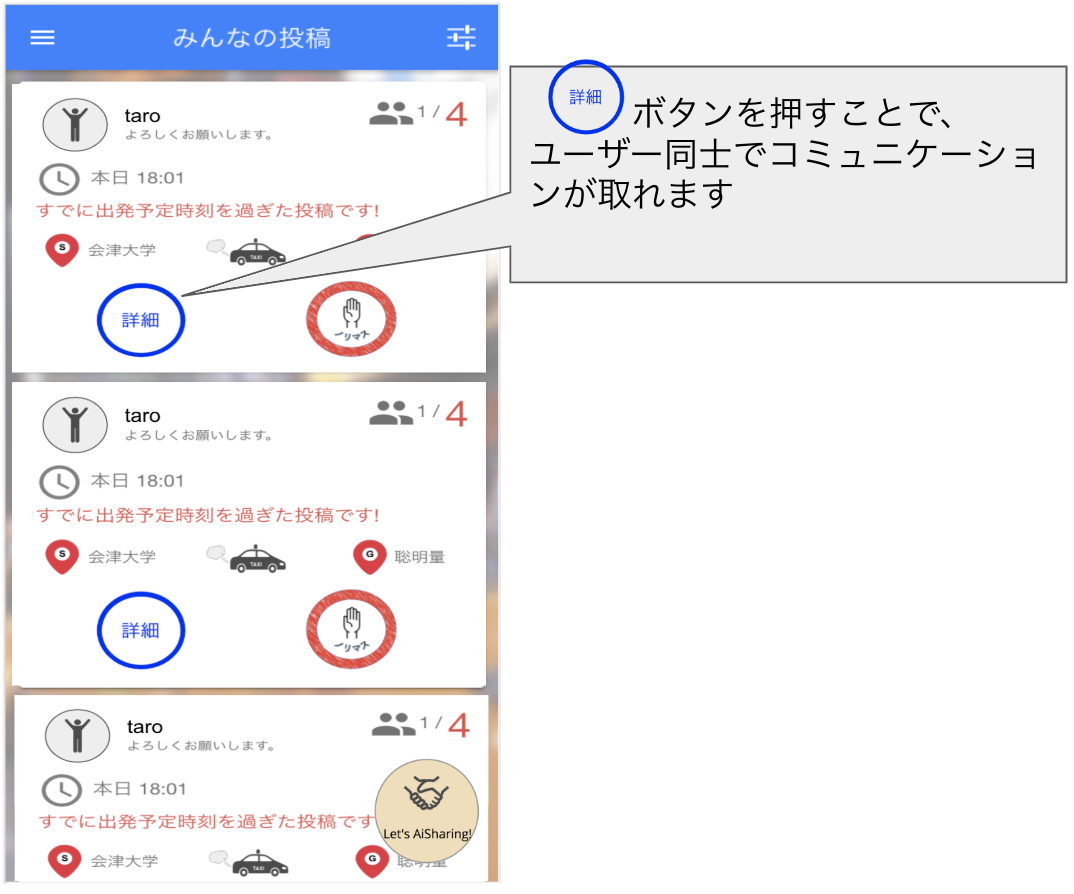 みんなの投稿
taro
よろしくお願いします。
1 / 4
本日 18:01
すでに出発予定時刻を過ぎた投稿です!
S
会津大学
TAXI
詳細
ノリマス
詳細
ボタンを押すことで、
ユーザー同士でコミュニケーショ
ンが取れます
taro
よろしくお願いします。
1 / 4
本日 18:01
すでに出発予定時刻を過ぎた投稿です!
S
会津大学
TAXI
G
聡明量
詳細
ノリマス
taro
よろしくお願いします。
1 / 4
本日 18:01
すでに出発予定時刻を過ぎた投稿です
Let's AiSharing!
S
会津大学
TAXI
G
聡明量